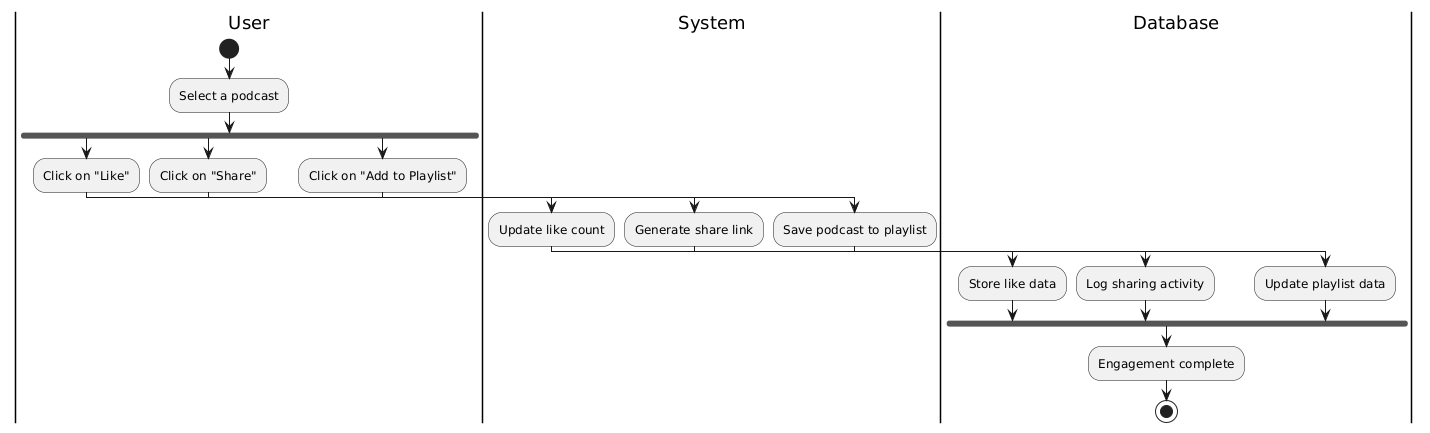 User
System
Database
Select a podcast
Click on "Like"
Click on "Share"
Click on "Add to Playlist"
Update like count
Generate share link
Save podcast to playlist
Store like data
Log sharing activity
Update playlist data
Engagement complete